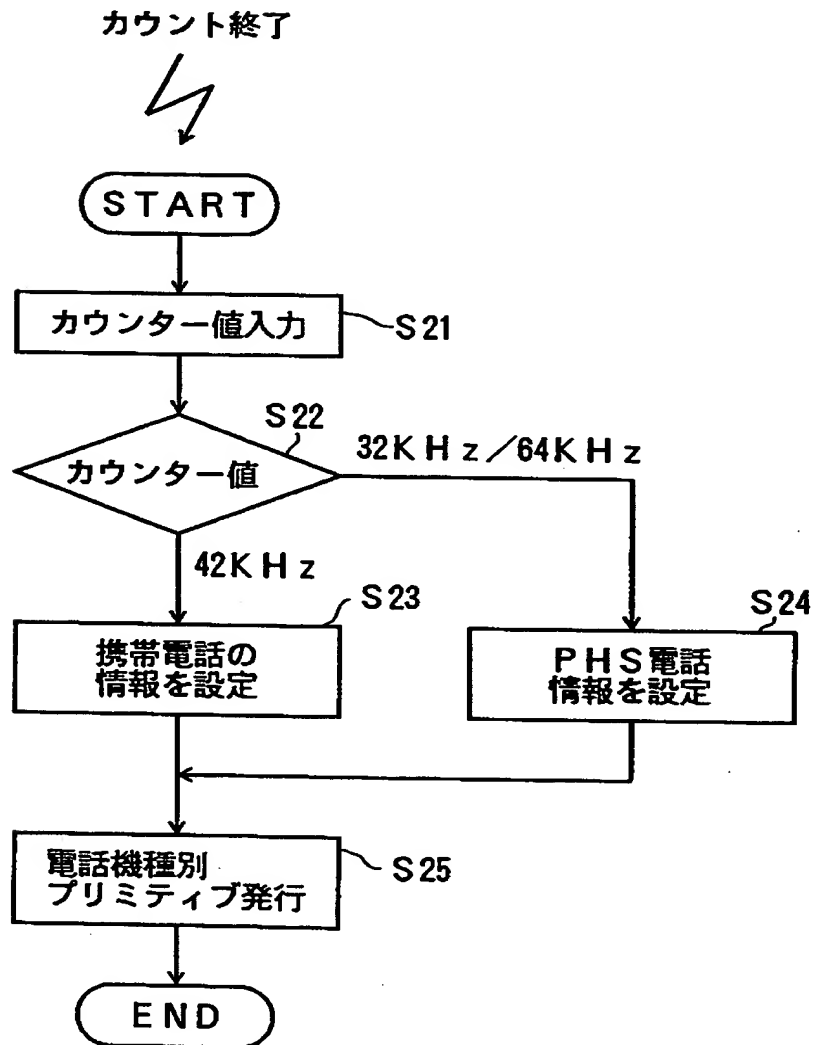 カウント終了
START
カウンター値入力
S21
S22
カウンター値
32KHz/64KHz
42KHz
S23
S24
携帯電話の
情報を設定
PHS電話
情報を設定
電話機種別
プリミティブ発行
S25
END